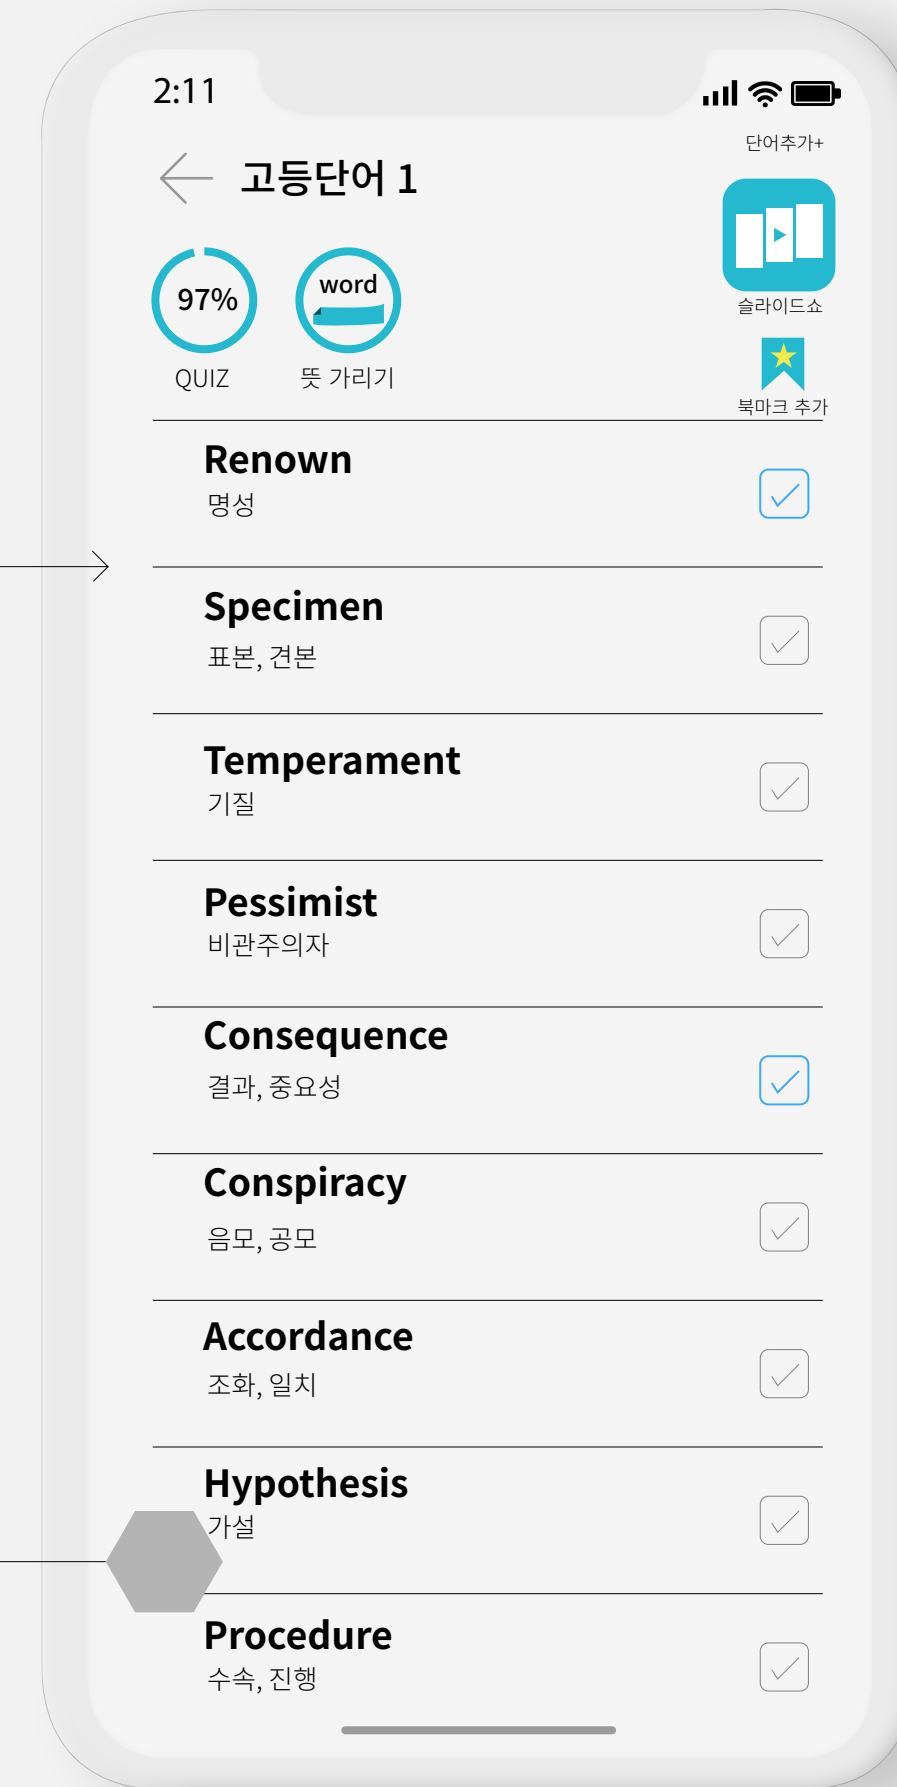 2:11
단어추가+
고등단어 1
슬라이드쇼
97%
word
QUIZ
뜻 가리기
북마크 추가
Renown
명성
Specimen
표본, 견본
Temperament
기질
Pessimist
비관주의자
Consequence
결과, 중요성
Conspiracy
음모, 공모
Accordance
조화, 일치
Hypothesis
가설
Procedure
수속, 진행